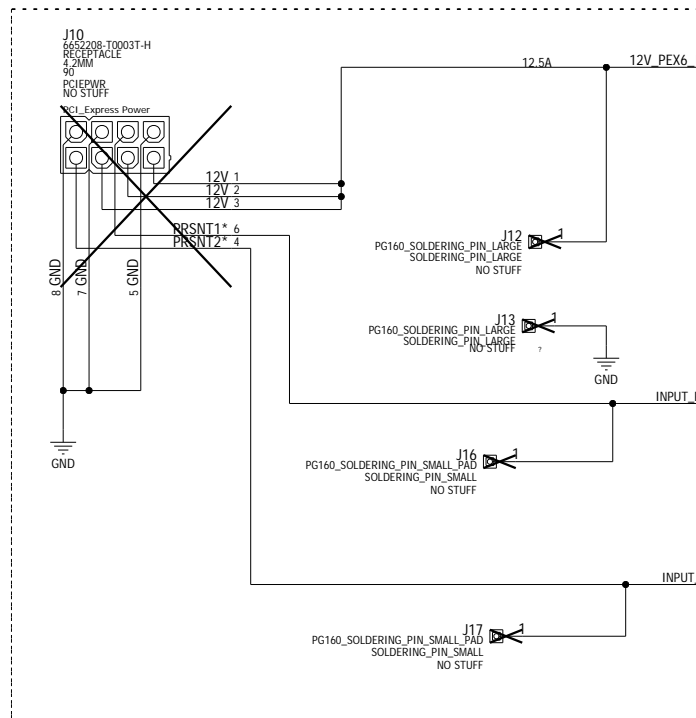 J10
6652208-T0003T-H
RECEPTACLE
4.2MM
90
PCIEPWR
NO STUFF
PCI_Express Power
12.5A
12V_PEX6_
12V 1
12V 2
12V 3
PRSNT1* 6
PRSNT2* 4
8 GND
7 GND
5 GND
GND
J12
1
PG160_SOLDERING_PIN_LARGE
SOLDERING_PIN_LARGE
NO STUFF
J13
1
PG160_SOLDERING_PIN_LARGE
SOLDERING_PIN_LARGE
NO STUFF ?
GND
INPUT_
J16
1
PG160_SOLDERING_PIN_SMALL_PAD
SOLDERING_PIN_SMALL
NO STUFF
INPUT_
J17
1
PG160_SOLDERING_PIN_SMALL_PAD
SOLDERING_PIN_SMALL
NO STUFF